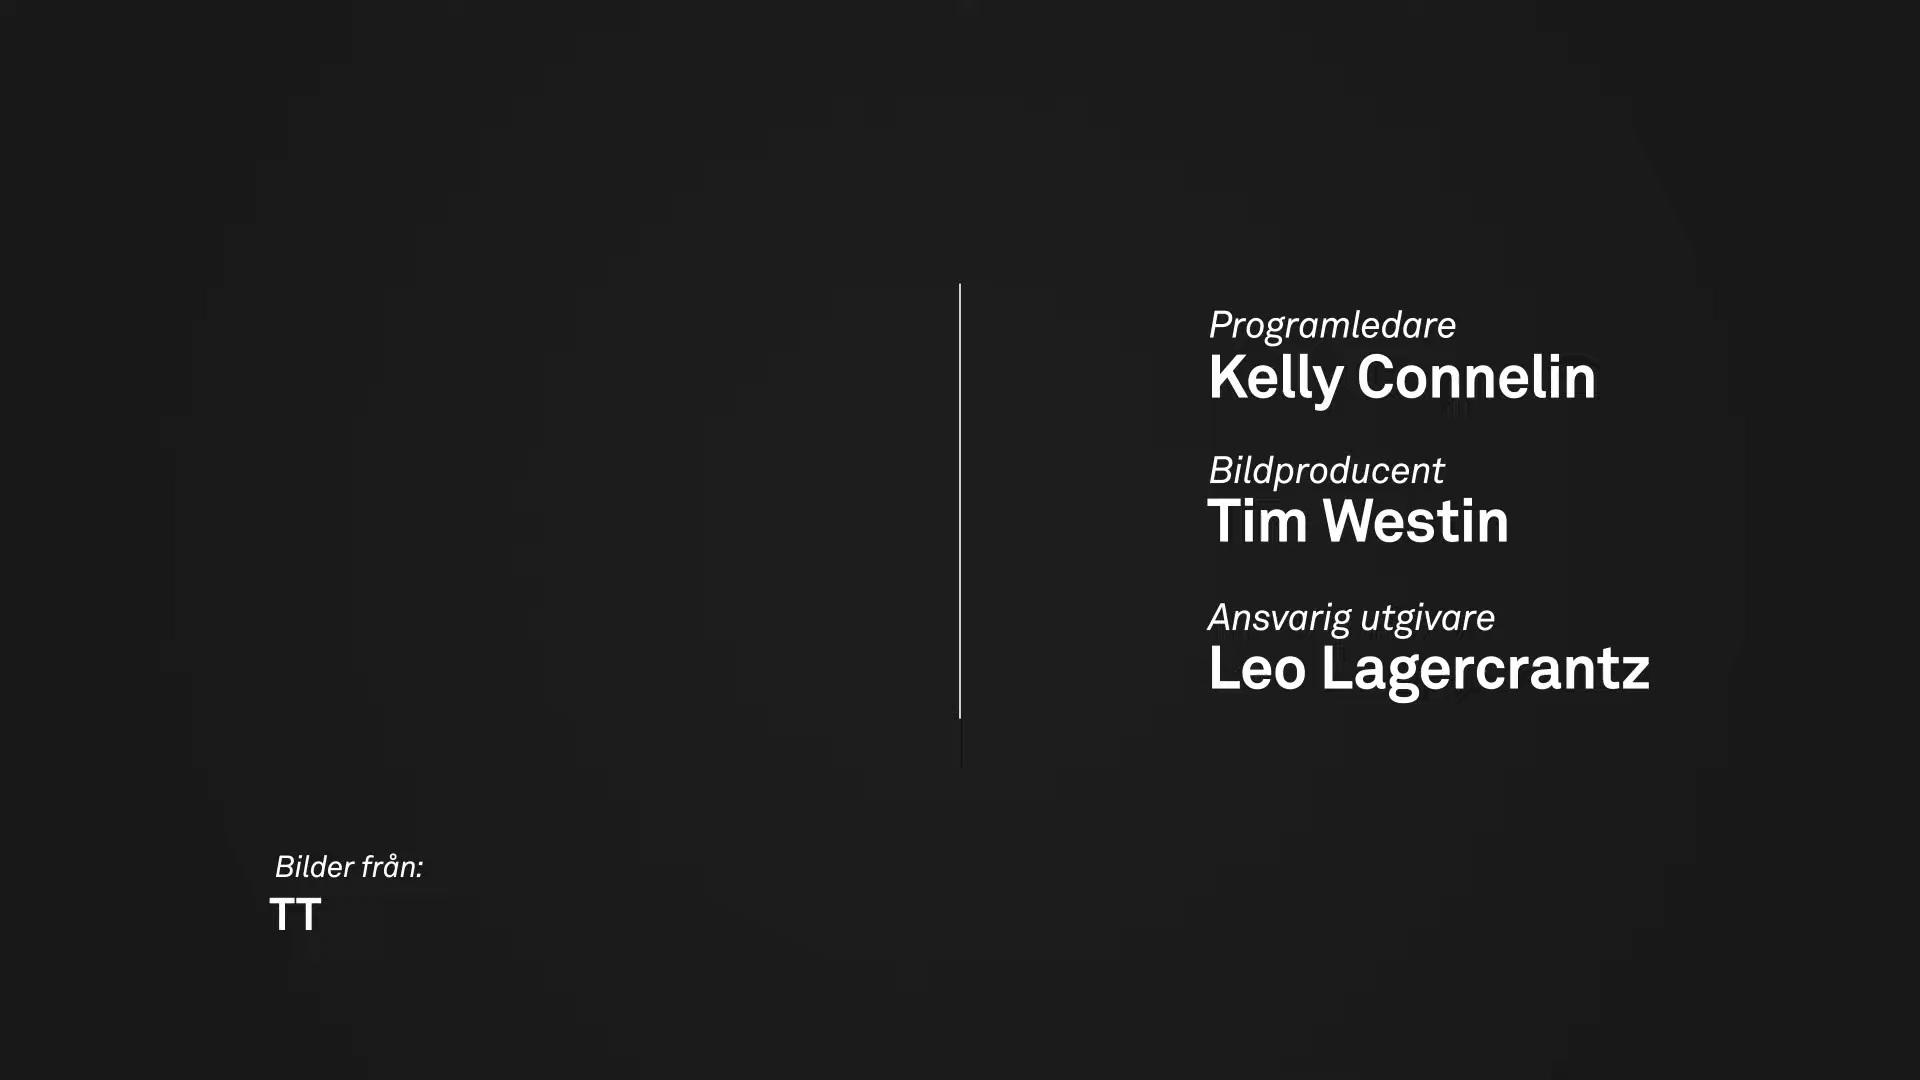 Programledare
Kelly Connelin
Bildproducent
Tim Westin
Ansvarig utgivare
Leo Lagercrantz
Bilder från:
TT